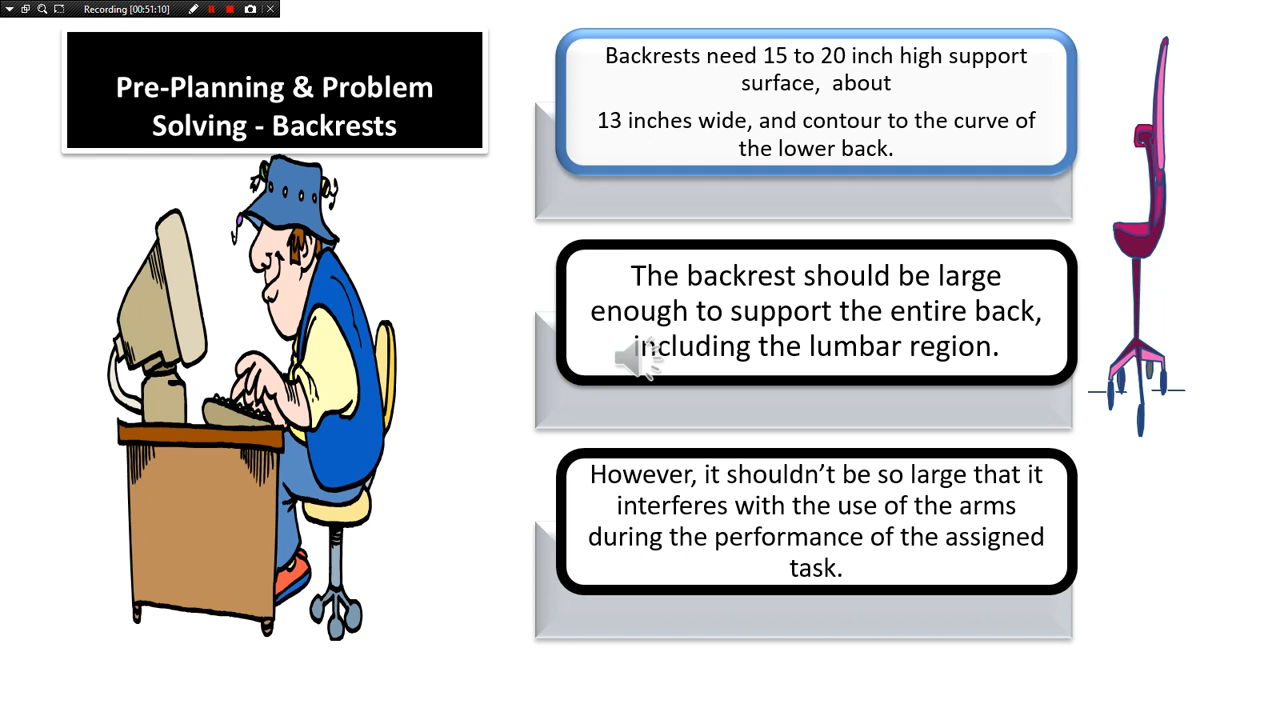 Recording [00:51:10]
Pre-Planning & Problem
Solving - Backrests
Backrests need 15 to 20 inch high support
surface, about
13 inches wide, and contour to the curve of
the lower back.
The backrest should be large
enough to support the entire back,
including the lumbar region.
However, it shouldn’t be so large that it
interferes with the use of the arms
during the performance of the assigned
task.